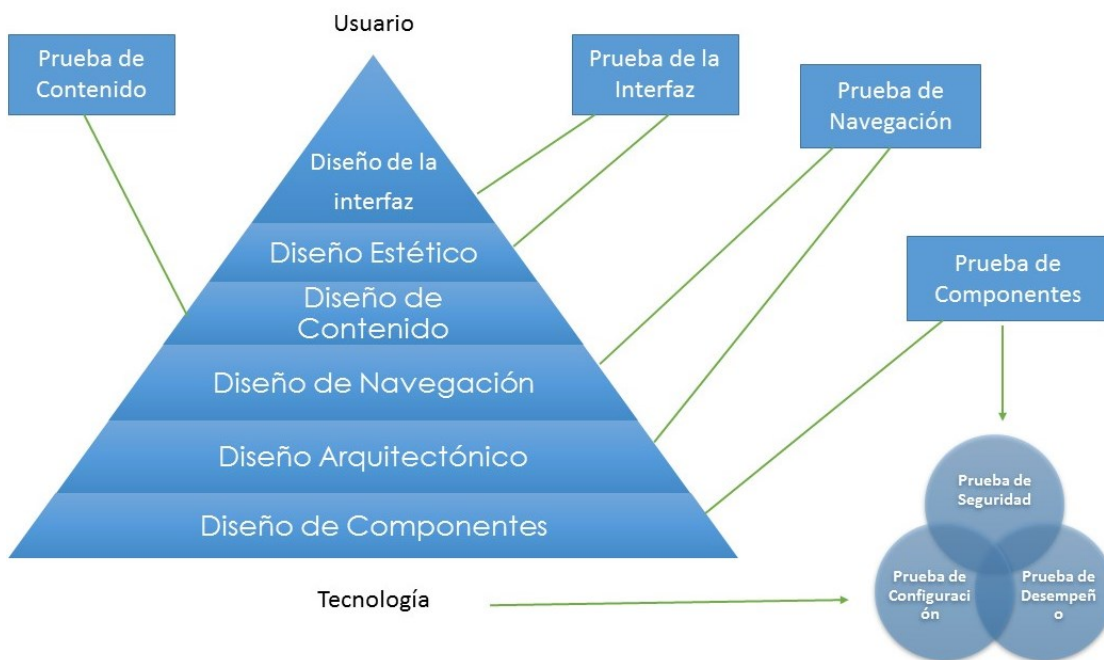 Usuario
Prueba de
Contenido
Prueba de la
Interfaz
Prueba de
Navegación
Diseño de la
interfaz
Diseño Estético
Diseño de
Contenido
Diseño de Navegación
Diseño Arquitectónico
Diseño de Componentes
Prueba de
Componentes
Prueba de
Seguridad
Prueba de
Configuraci
ón
Prueba de
Desempeñ
o
Tecnología